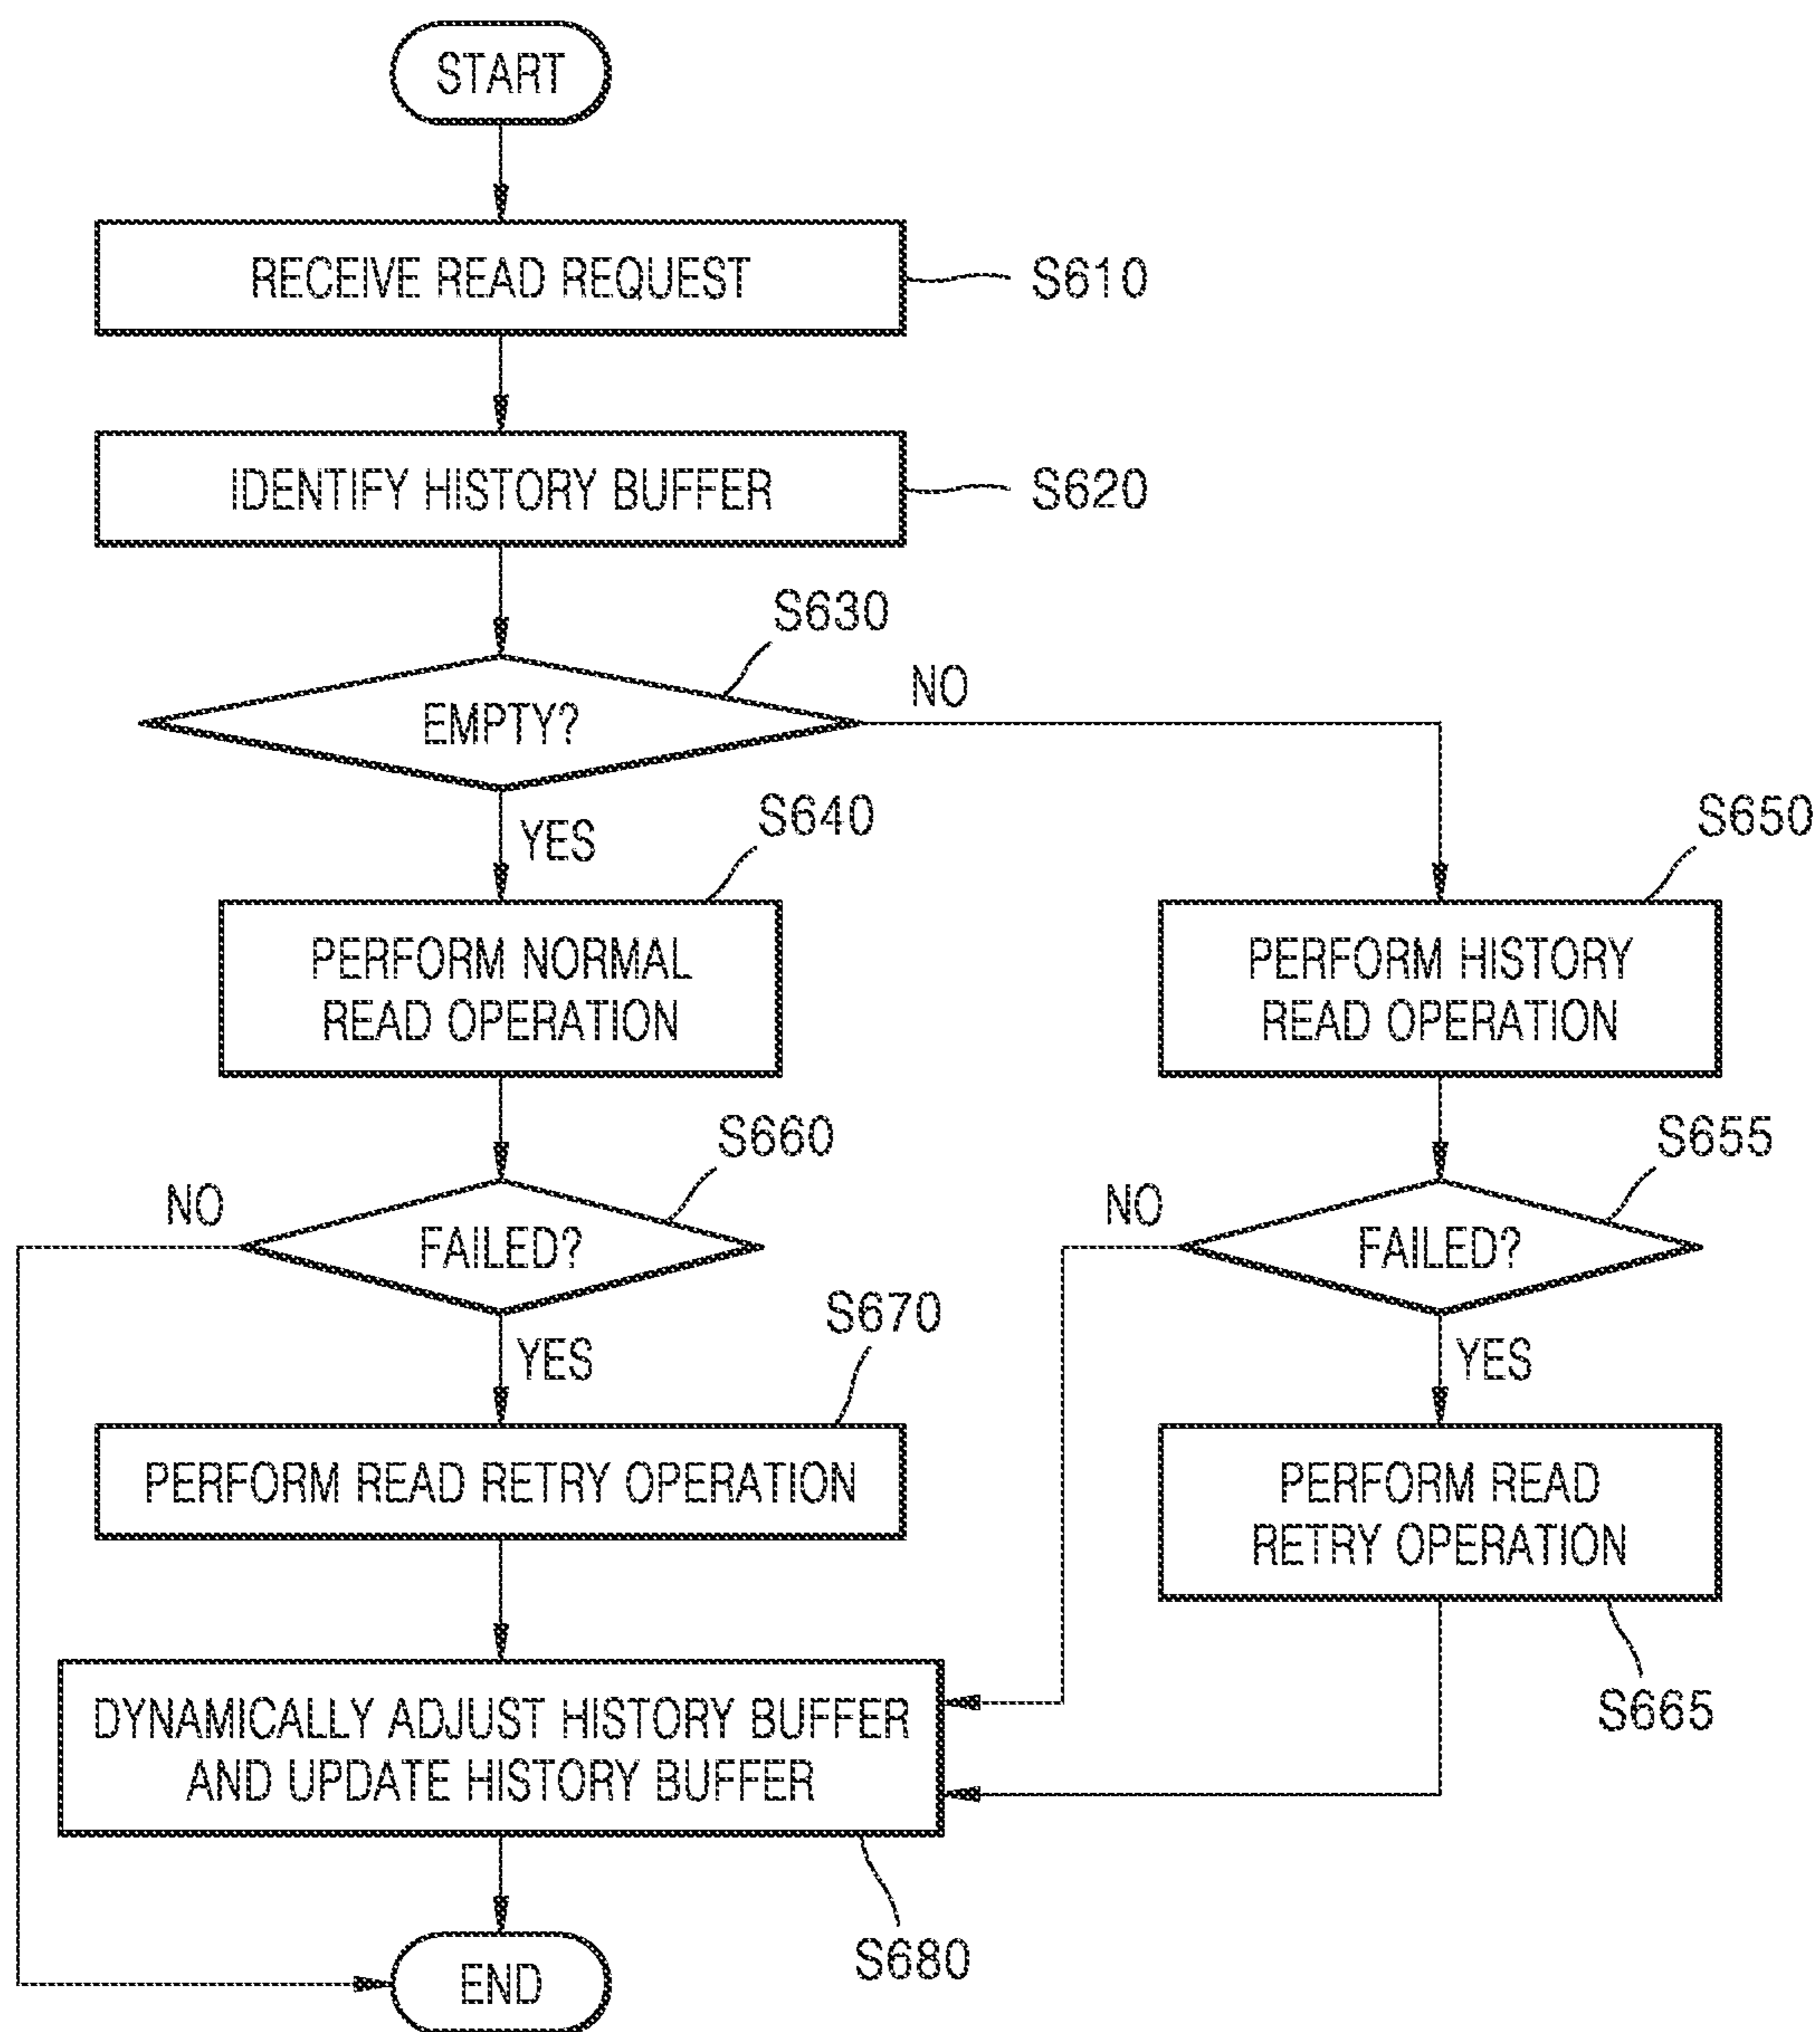 START
RECEIVE READ REQUEST
S610
IDENTIFY HISTORY BUFFER
S620
S630
EMPTY?
NO
YES
S640
S650
PERFORM NORMAL
READ OPERATION
PERFORM HISTORY
READ OPERATION
S660
S655
NO
FAILED?
NO
FAILED?
YES
S670
YES
PERFORM READ RETRY OPERATION
PERFORM READ
RETRY OPERATION
S665
DYNAMICALLY ADJUST HISTORY BUFFER
AND UPDATE HISTORY BUFFER
S680
END